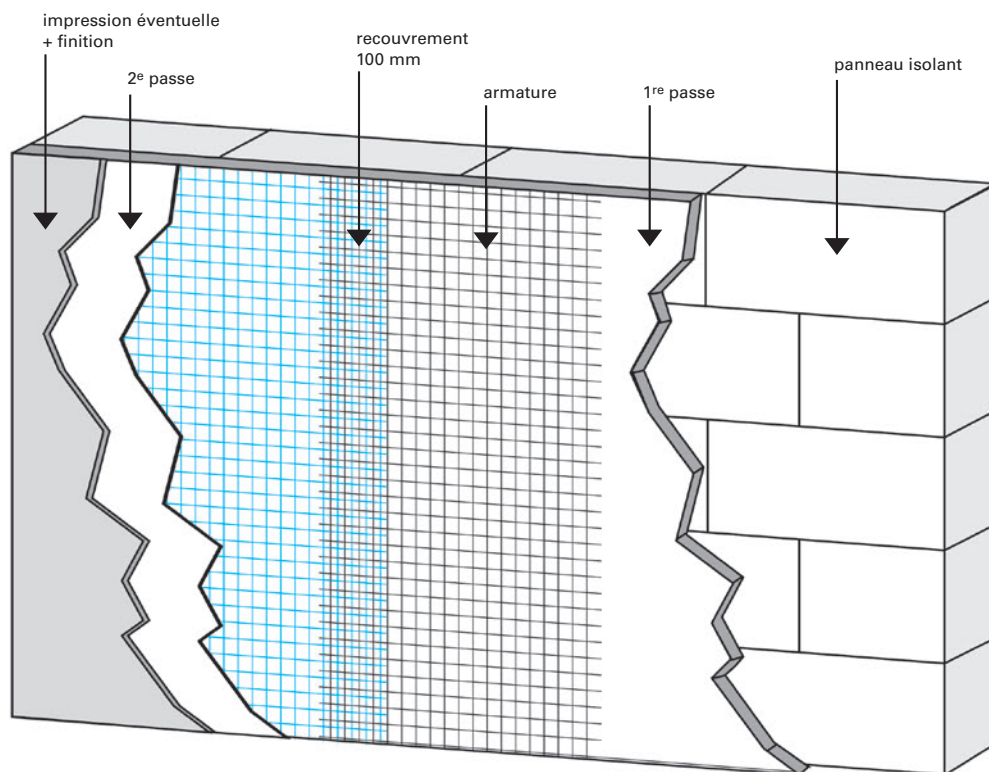 impression éventuelle
+ finition
2e passe
recouvrement
100 mm
armature
1re passe
panneau isolant